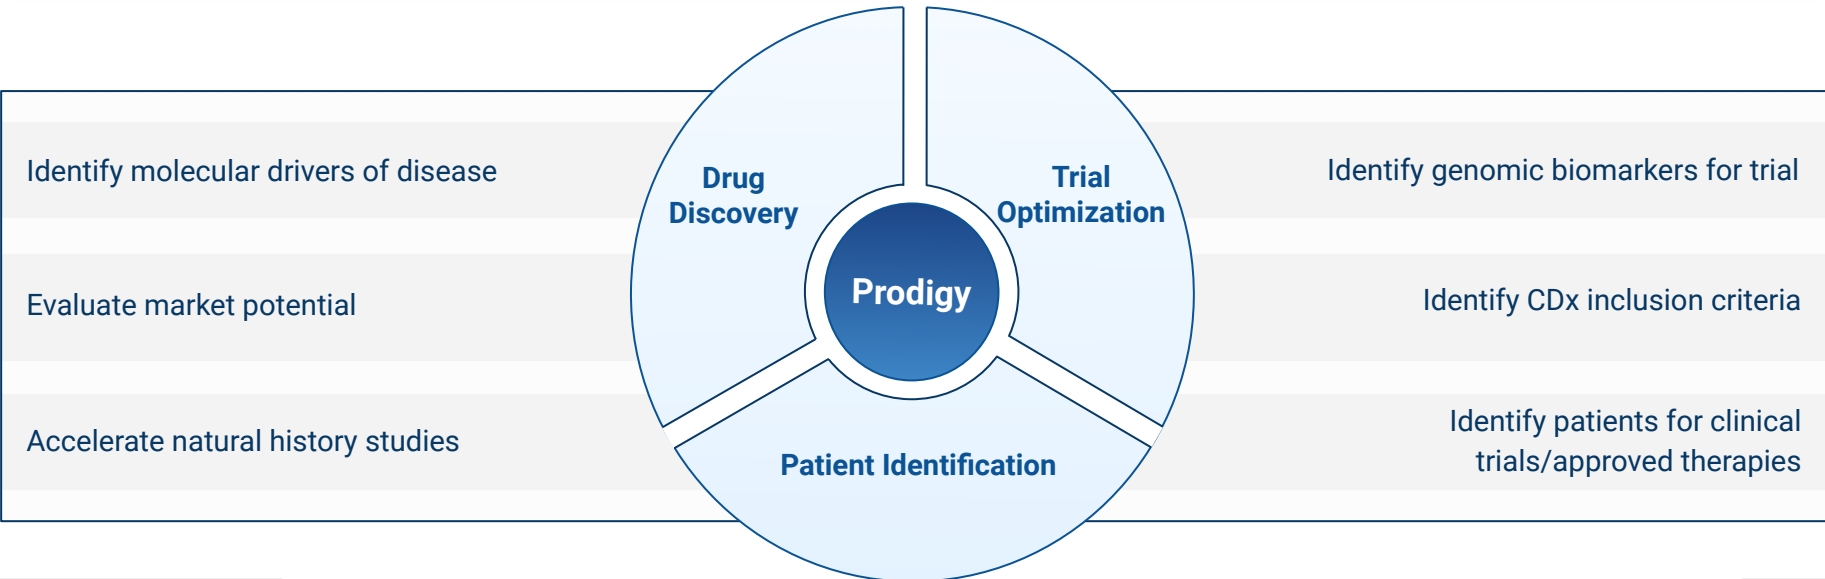 Identify molecular drivers of disease
Evaluate market potential
Accelerate natural history studies
Drug
Discovery
Trial
Optimization
Prodigy
Patient Identification
Identify genomic biomarkers for trial
Identify CDx inclusion criteria
Identify patients for clinical
trials/approved therapies